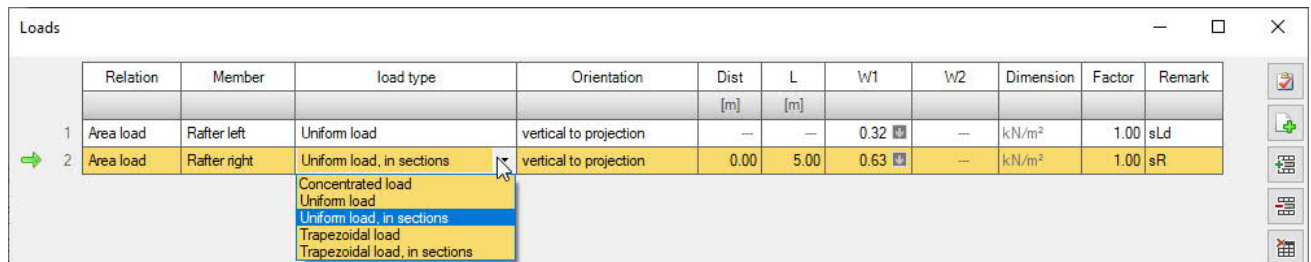 Loads
Relation Member load type Orientation Dist L W1 W2 Dimension Factor Remark
[m] [m]
1 Area load Rafter left Uniform load vertical to projection --- --- 0.32 --- kN/m² 1.00 sLd
2 Area load Rafter right Uniform load, in sections vertical to projection 0.00 5.00 0.63 --- kN/m² 1.00 sR
Concentrated load
Uniform load
Uniform load, in sections
Trapezoidal load
Trapezoidal load, in sections